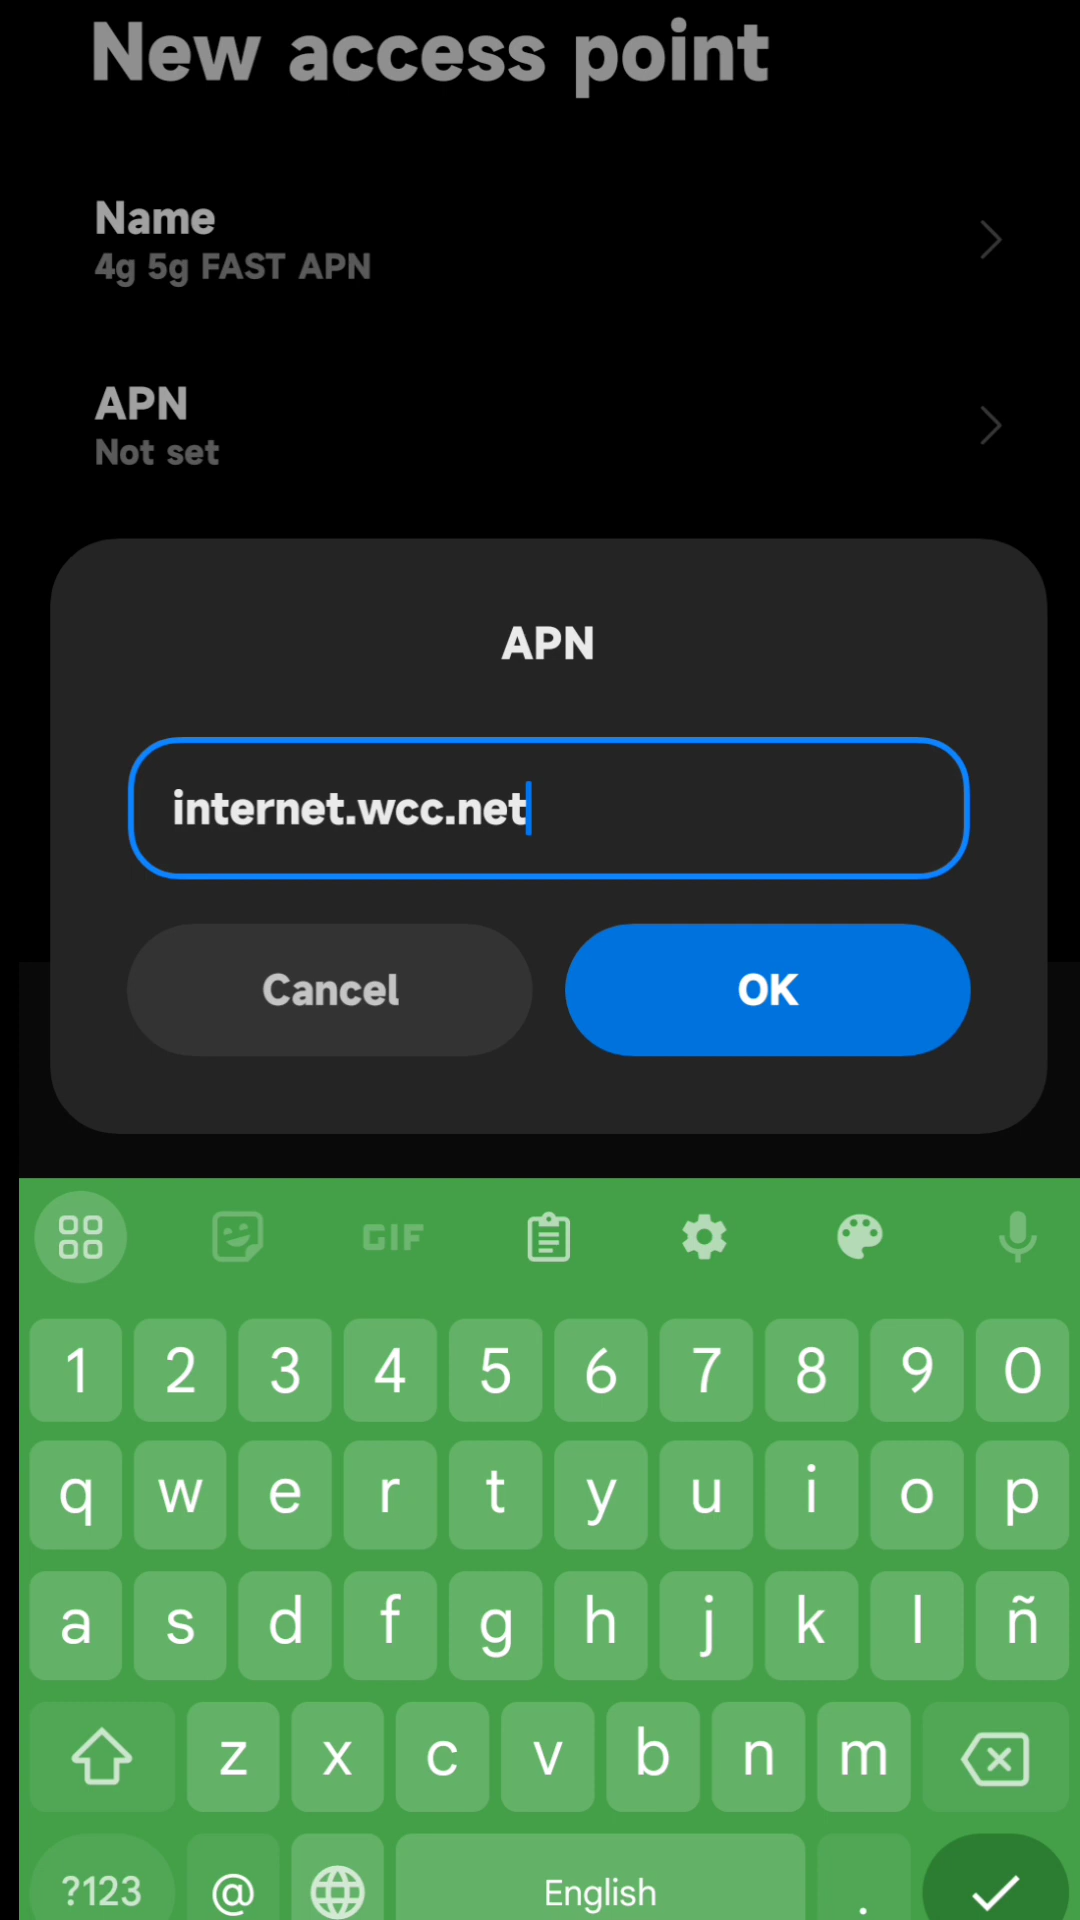 New access point
Name
4g 5g FAST APN
APN
Not set
APN
internet.wcc.net
Cancel
OK
GIF
1 2 3 4 5 6 7 8 9 0
q w e r t y u i o p
a s d f g h j k l ñ
z x c v b n m
?123 @ English .